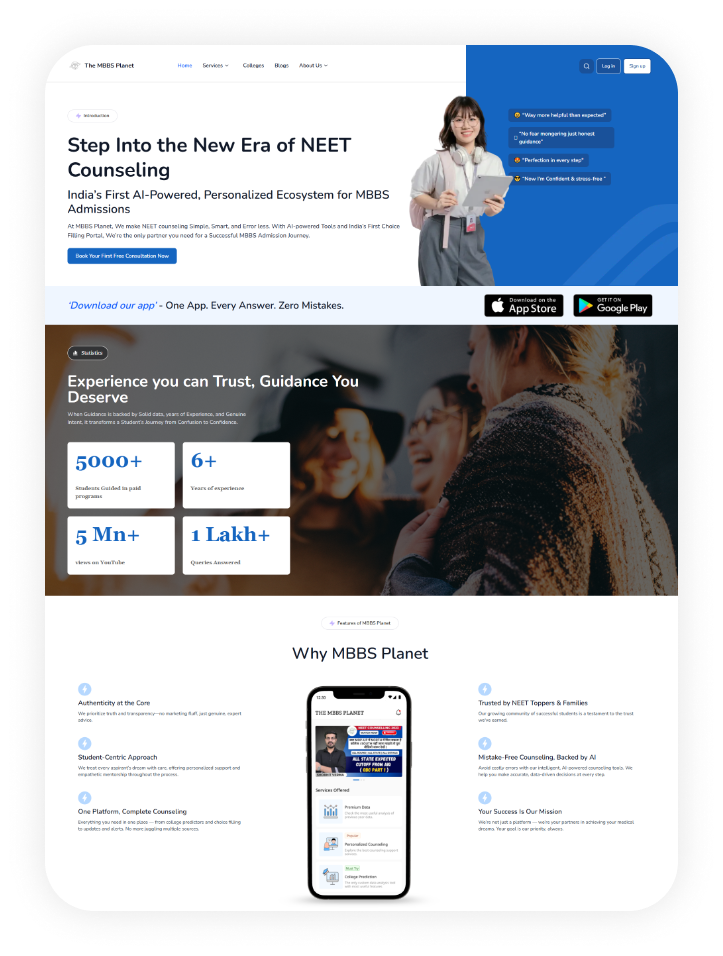 The MBBS Planet
Home Services Colleges Blogs About Us
Log In Sign up
Introduction
Step Into the New Era of NEET
Counseling
India's First AI-Powered, Personalized Ecosystem for MBBS
Admissions
At MBBS Planet, We make NEET counseling Simple, Smart, and Error less. With AI-powered Tools and India's First Choice
Filling Portal, We're the only partner you need for a Successful MBBS Admission Journey.
Book Your First Free Consultation Now
"Way more helpful than expected"
"No fear mongering just honest
guidance"
"Perfection in every step"
"Now I'm Confident & stress-free "
'Download our app' - One App. Every Answer. Zero Mistakes.
Download on the
App Store
GET IT ON
Google Play
Statistics
Experience you can Trust, Guidance You
Deserve
When Guidance is backed by Solid data, years of Experience, and Genuine
Intent, it transforms a Student's Journey from Confusion to Confidence.
5000+
Students Guided in paid
programs
6+
Years of experience
5 Mn+
views on YouTube
1 Lakh+
Queries Answered
Features of MBBS Planet
Why MBBS Planet
Authenticity at the Core
We prioritize truth and transparency—no marketing fluff, just genuine, expert
advice.
Student-Centric Approach
We treat every aspirant's dream with care, offering personalized support and
empathetic mentorship throughout the process.
One Platform, Complete Counseling
Everything you need in one place — from college predictors and choice filling
to updates and alerts. No more juggling multiple sources.
12:30
THE MBBS PLANET
NEET COUNSELLING 2025
ALL STATE EXPECTED
CUTOFF FROM AIQ
( OBC PART 1 )
Services Offered
Premium Data
Popular
Personalized Counseling
Must Try
College Prediction
Trusted by NEET Toppers & Families
Our growing community of successful students is a testament to the trust
we've earned.
Mistake-Free Counseling, Backed by AI
Avoid costly errors with our intelligent, AI-powered counseling tools. We
help you make accurate, data-driven decisions at every step.
Your Success Is Our Mission
We're not just a platform — we're your partners in achieving your medical
dreams. Your goal is our priority, always.